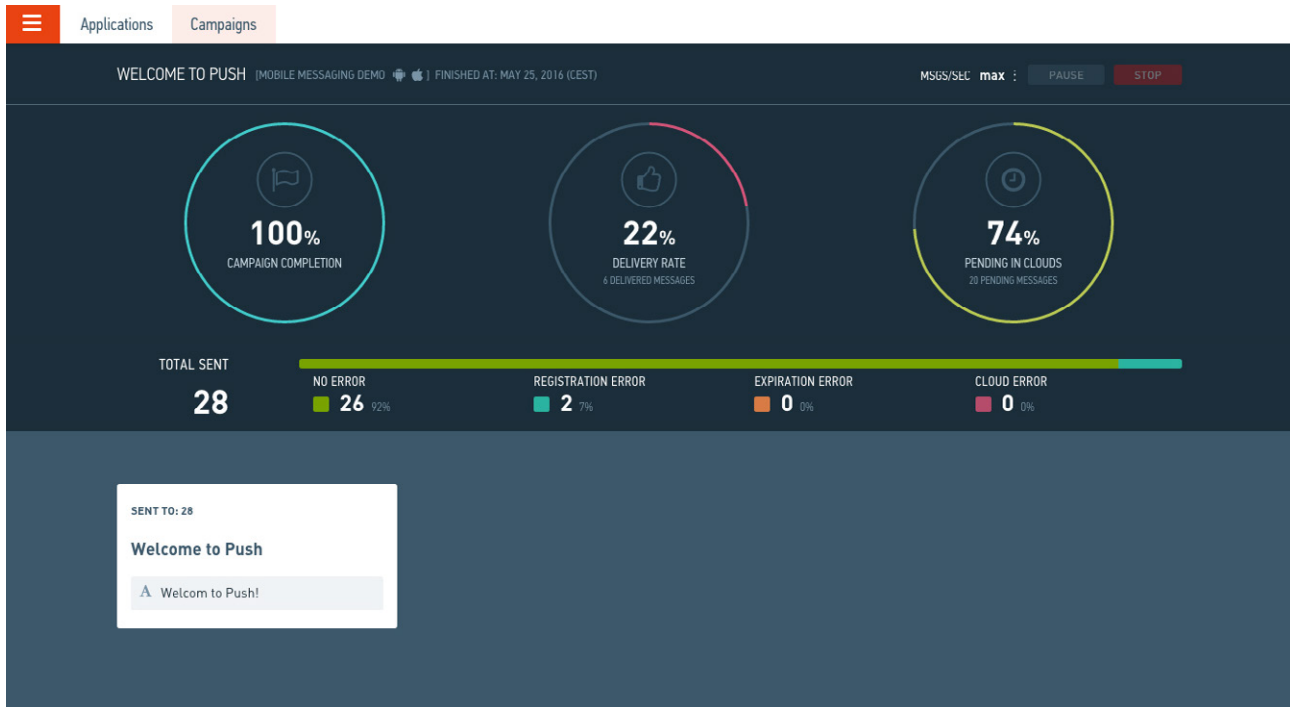 Applications Campaigns
WELCOME TO PUSH [MOBILE MESSAGING DEMO | FINISHED AT: MAY 25, 2016 (CEST)
MSGS/SEC max PAUSE STOP
100%
CAMPAIGN COMPLETION
22%
DELIVERY RATE
6 DELIVERED MESSAGES
74%
PENDING IN CLOUDS
20 PENDING MESSAGES
TOTAL SENT
28
NO ERROR
26 92%
REGISTRATION ERROR
2 7%
EXPIRATION ERROR
0 0%
CLOUD ERROR
0 0%
SENT TO: 28
Welcome to Push
A Welcom to Push!